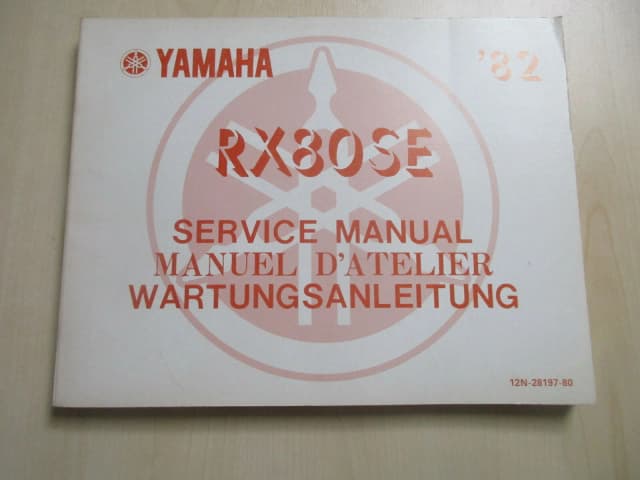 YAMAHA '82
RX80SE
SERVICE MANUAL
MANUEL D'ATELIER
WARTUNGSANLEITUNG
12N-28197-80